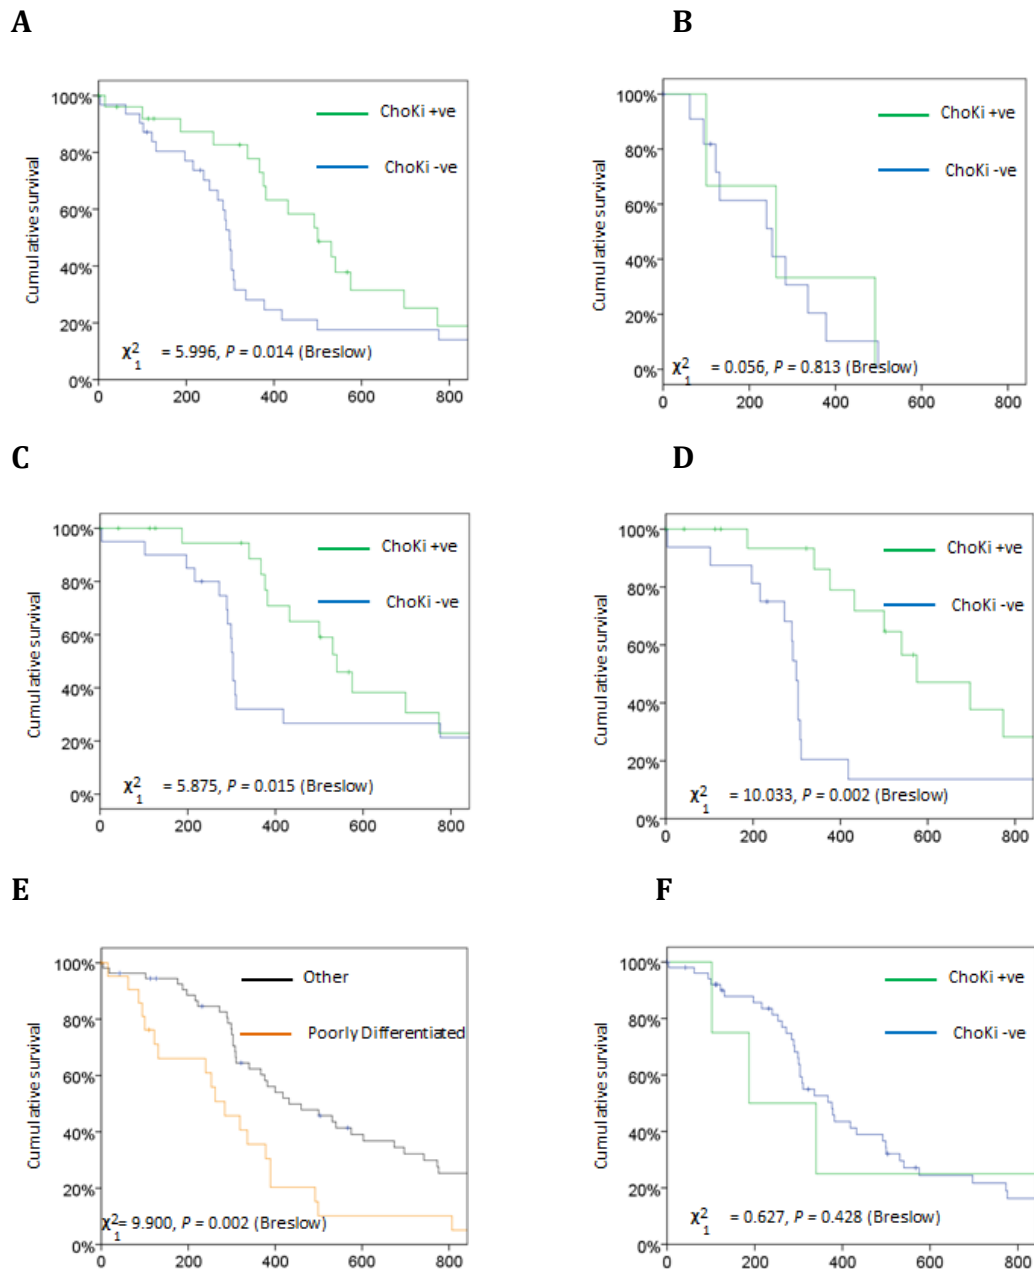 A
Cumulative survival
100%
80%
60%
40%
20%
0%
ChoKi +ve
ChoKi -ve
χ²₁ = 5.996, P = 0.014 (Breslow)
0 200 400 600 800
B
Cumulative survival
100%
80%
60%
40%
20%
0%
ChoKi +ve
ChoKi -ve
χ²₁ = 0.056, P = 0.813 (Breslow)
0 200 400 600 800
C
Cumulative survival
100%
80%
60%
40%
20%
0%
ChoKi +ve
ChoKi -ve
χ²₁ = 5.875, P = 0.015 (Breslow)
0 200 400 600 800
D
Cumulative survival
100%
80%
60%
40%
20%
0%
ChoKi +ve
ChoKi -ve
χ²₁ = 10.033, P = 0.002 (Breslow)
0 200 400 600 800
E
Cumulative survival
100%
80%
60%
40%
20%
0%
Other
Poorly Differentiated
χ²₁= 9.900, P = 0.002 (Breslow)
0 200 400 600 800
F
Cumulative survival
100%
80%
60%
40%
20%
0%
ChoKi +ve
ChoKi -ve
χ²₁ = 0.627, P = 0.428 (Breslow)
0 200 400 600 800